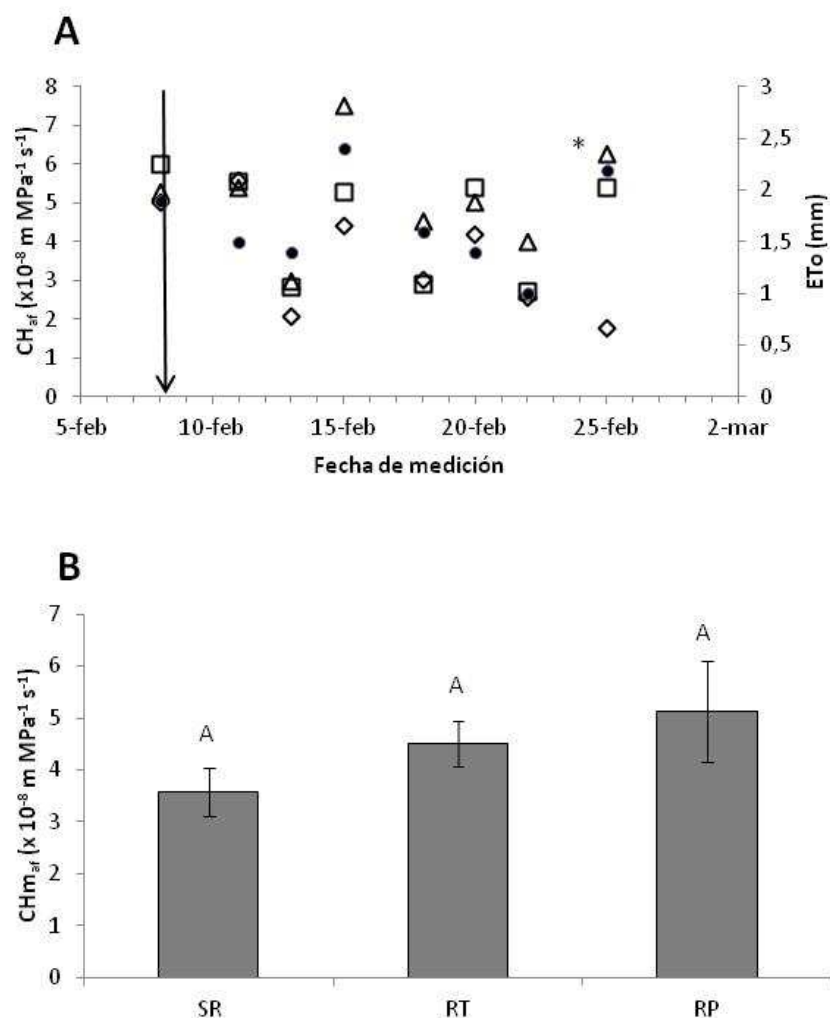 A
CHaf (x10-8 m MPa-1 s-1)
8
7
6
5
4
3
2
1
0
*
3
2,5
2
1,5
1
0,5
0
ETo (mm)
5-feb 10-feb 15-feb 20-feb 25-feb 2-mar
Fecha de medición
B
CHmaf (x 10-8 m MPa-1 s-1)
7
6
5
4
3
2
1
0
A A A
SR RT RP